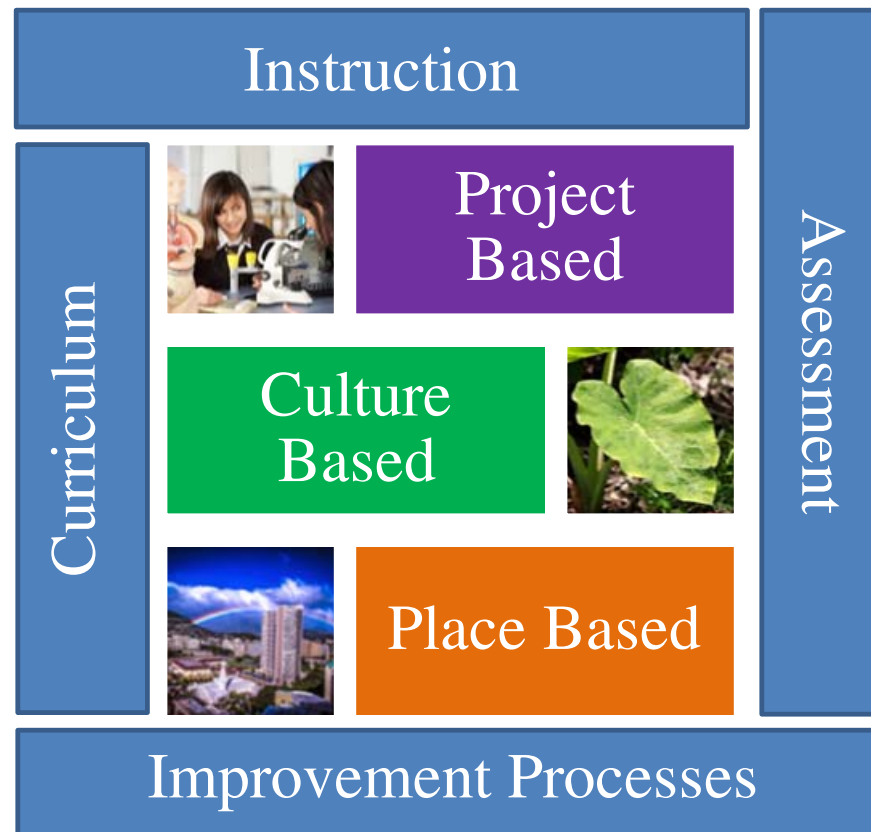 Instruction
Curriculum
Project
Based
Culture
Based
Place Based
Assessment
Improvement Processes